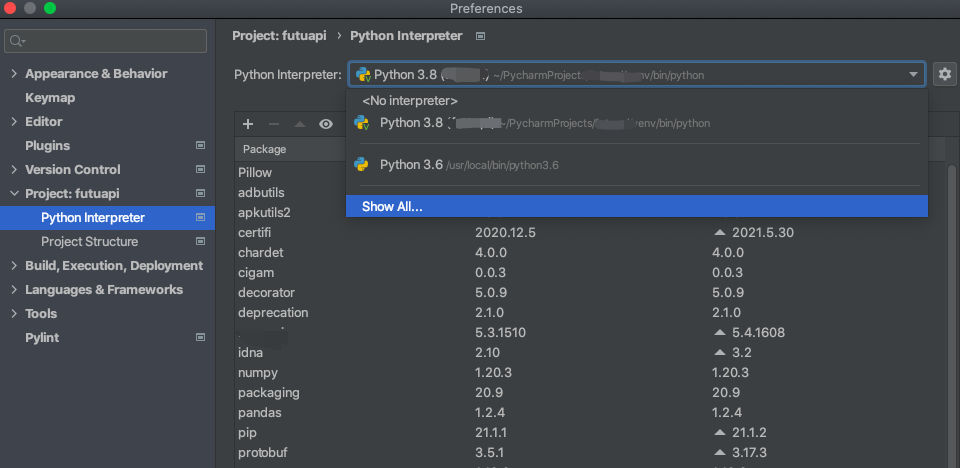 Preferences
Project: futuapi › Python Interpreter
Python Interpreter: Python 3.8 ( ) ~/PycharmProject /bin/python
Appearance & Behavior
Keymap
Editor
Plugins
Version Control
Project: futuapi
Python Interpreter
Project Structure
Build, Execution, Deployment
Languages & Frameworks
Tools
Pylint
<No interpreter>
Python 3.8 ( ~/PycharmProjects/ venv/bin/python
Python 3.6 /usr/local/bin/python3.6
Show All...
Package
Pillow
adbutils
apkutils2
certifi 2020.12.5 2021.5.30
chardet 4.0.0 4.0.0
cigam 0.0.3 0.0.3
decorator 5.0.9 5.0.9
deprecation 2.1.0 2.1.0
5.3.1510 5.4.1608
idna 2.10 3.2
numpy 1.20.3 1.20.3
packaging 20.9 20.9
pandas 1.2.4 1.2.4
pip 21.1.1 21.1.2
protobuf 3.5.1 3.17.3